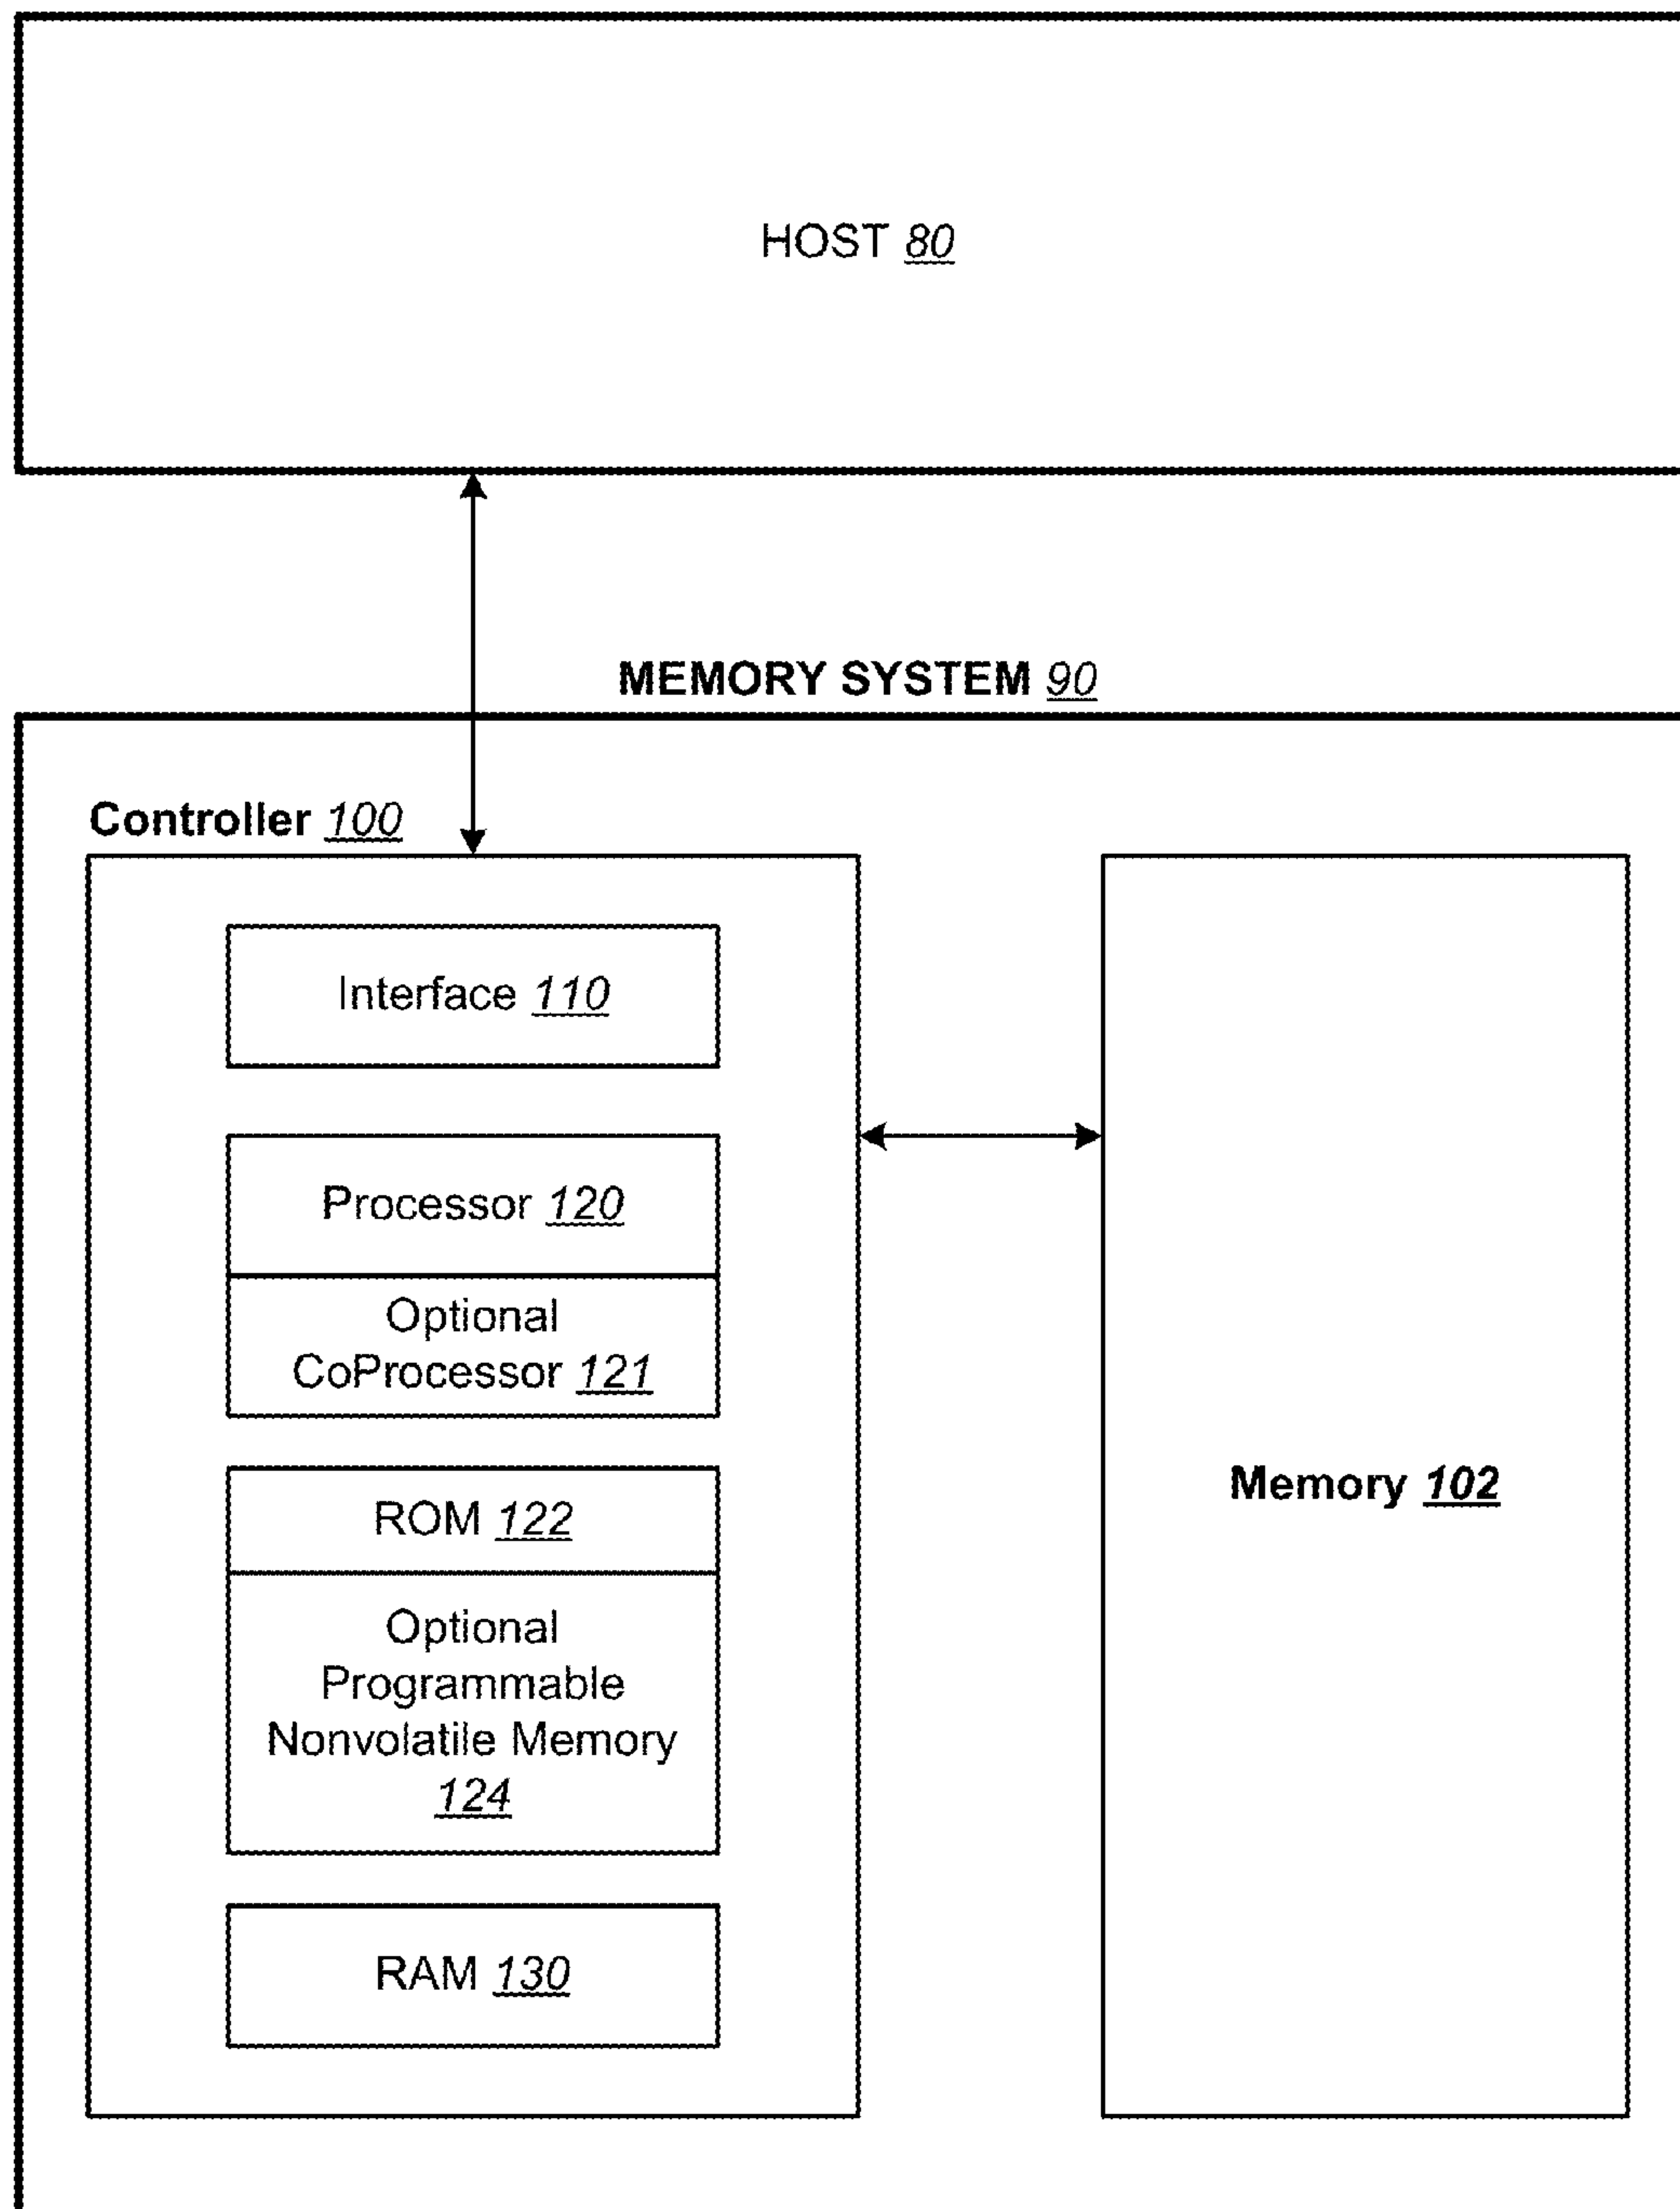 HOST 80
MEMORY SYSTEM 90
Controller 100
Interface 110
Processor 120
Optional
CoProcessor 121
ROM 122
Optional
Programmable
Nonvolatile Memory
124
RAM 130
Memory 102